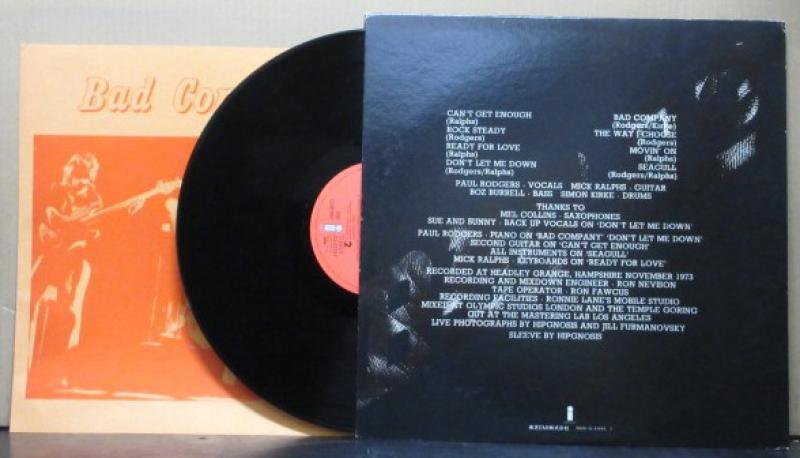 Bad Co
CAN'T GET ENOUGH
(Ralphs)
ROCK STEADY
(Rodgers)
READY FOR LOVE
(Ralphs)
DON'T LET ME DOWN
(Rodgers/Ralphs)
BAD COMPANY
(Rodgers/Kirke)
THE WAY I CHOOSE
(Rodgers)
MOVIN' ON
(Ralphs)
SEAGULL
(Rodgers/Ralphs)
PAUL RODGERS · VOCALS MICK RALPHS · GUITAR
BOZ BURRELL · BASS SIMON KIRKE · DRUMS
THANKS TO
MEL COLLINS · SAXOPHONES
SUE AND SUNNY · BACK UP VOCALS ON 'DON'T LET ME DOWN'
PAUL RODGERS · PIANO ON 'BAD COMPANY' 'DON'T LET ME DOWN'
SECOND GUITAR ON 'CAN'T GET ENOUGH'
ALL INSTRUMENTS ON 'SEAGULL'
MICK RALPHS · KEYBOARDS ON 'READY FOR LOVE'
RECORDED AT HEADLEY GRANGE, HAMPSHIRE NOVEMBER 1973
RECORDING AND MIXDOWN ENGINEER · RON NEVISON
TAPE OPERATOR · RON FAWCUS
RECORDING FACILITIES · RONNIE LANE'S MOBILE STUDIO
MIXED AT OLYMPIC STUDIOS LONDON AND THE TEMPLE GORING
CUT AT THE MASTERING LAB LOS ANGELES
LIVE PHOTOGRAPHS BY HIPGNOSIS AND JILL FURMANOVSKY
SLEEVE BY HIPGNOSIS